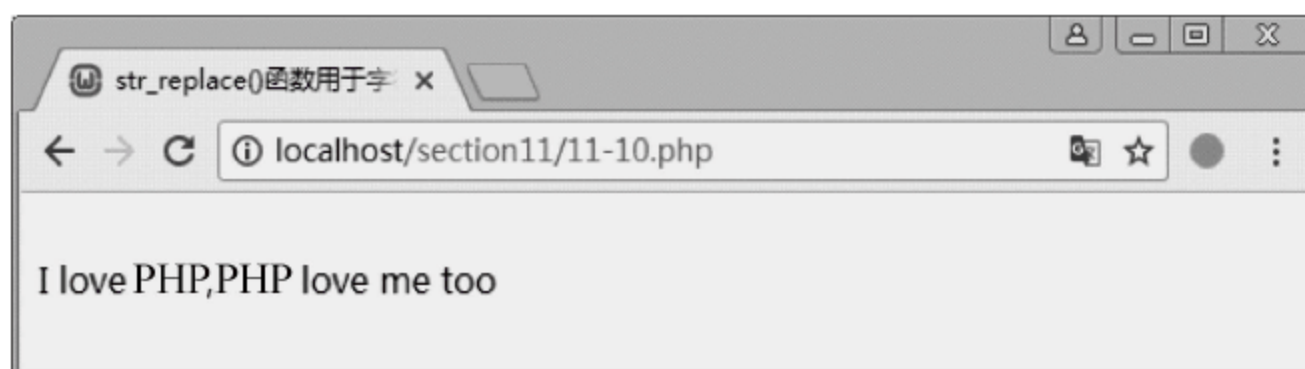 str_replace()函数用于字
localhost/section11/11-10.php
I love PHP,PHP love me too